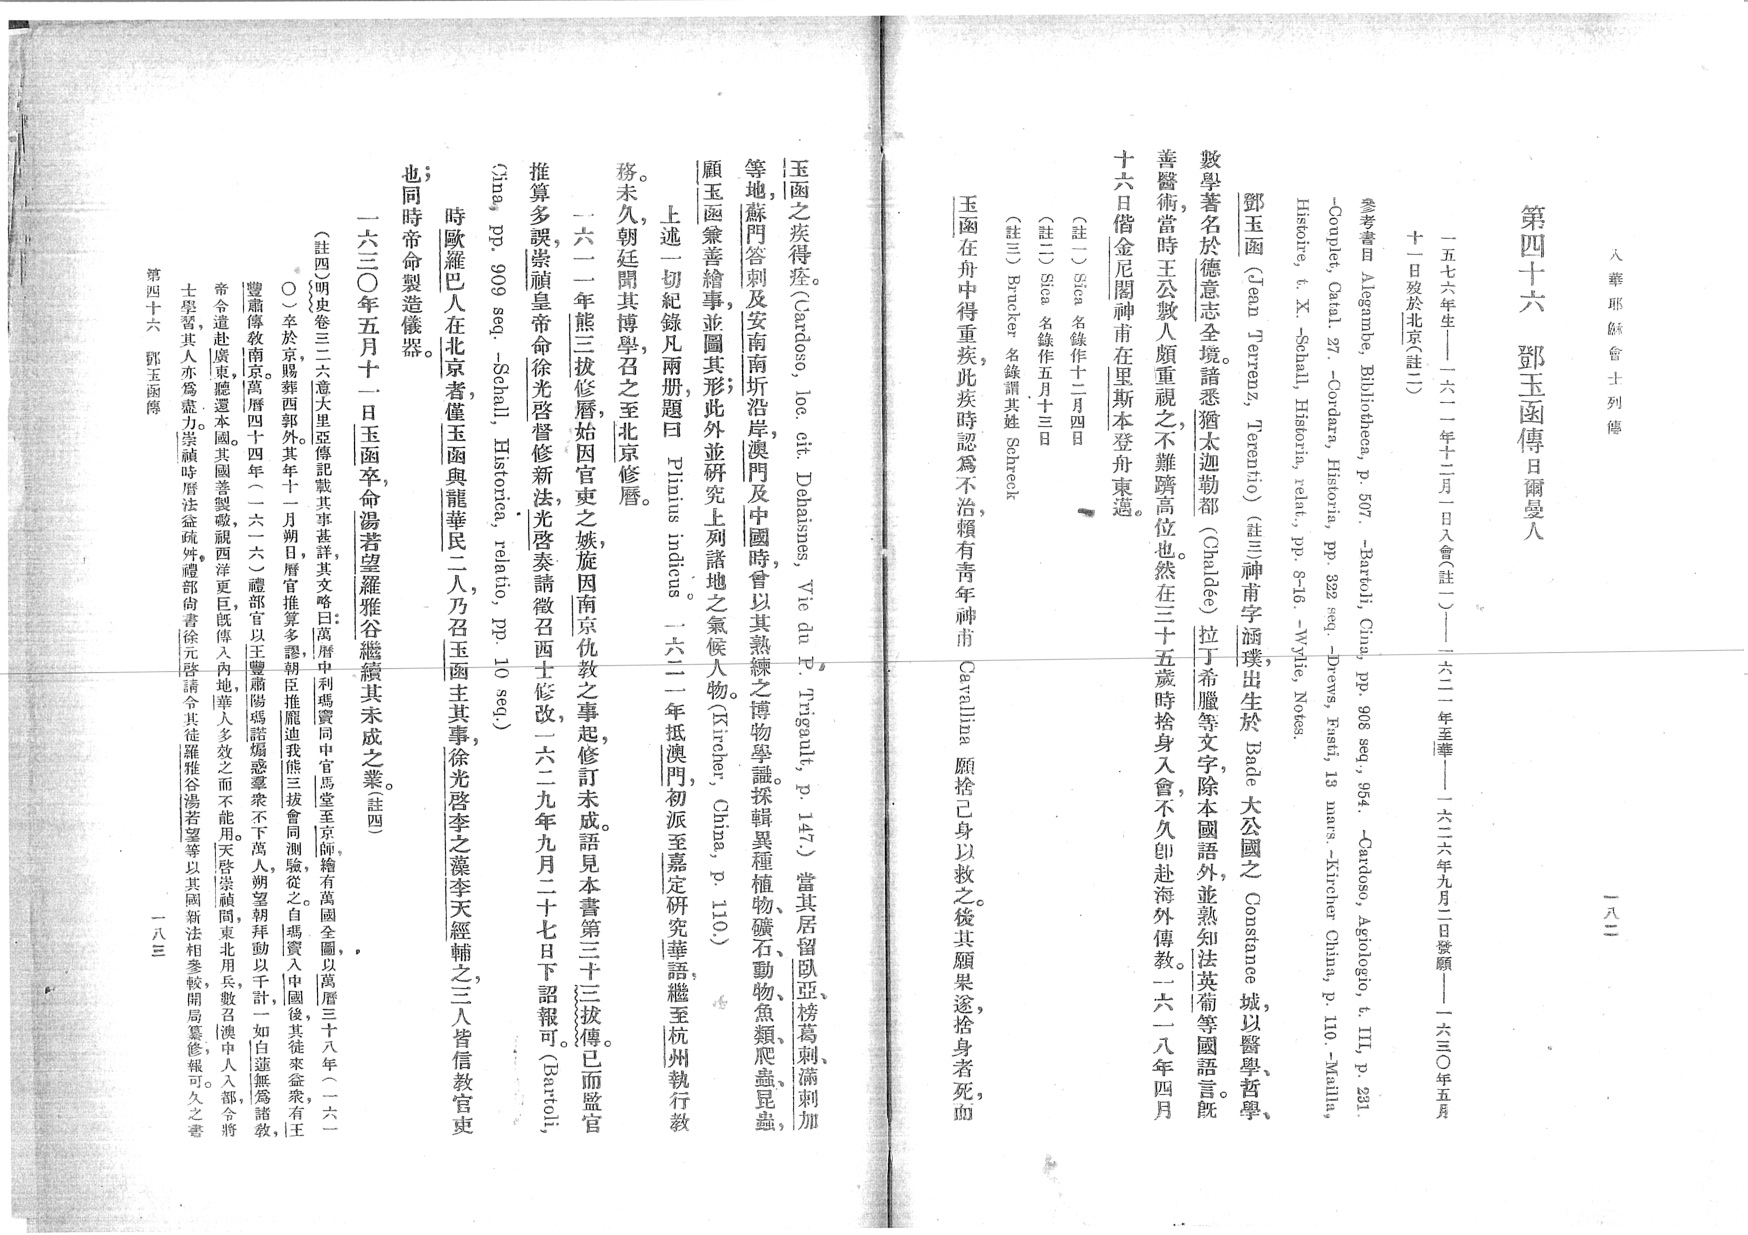 入華耶穌會士列傳
一八二
第四十六　鄧玉函傳 日爾曼人
一五七六年生——一六一一年十二月一日入會(註一)——一六二一年至華——一六二六年九月二日發願——一六三〇年五月
十一日歿於北京(註二)
參考書目 Alegambe, Bibliotheca, p. 507. -Bartoli, Cina, pp. 908 seq., 954. -Cardoso, Agiologio, t. III, p. 231.
-Couplet, Catal. 27. -Cordara, Historia, pp. 322 seq. -Drews, Fasti, 13 mars. -Kircher China, p. 110. -Mailla,
Histoire, t. X. -Schall, Historia, relat., pp. 8-16. -Wylie, Notes.
鄧玉函 (Jean Terrenz, Terentio) (註三)神甫字涵璞，出生於 Bade 大公國之 Constance 城，以醫學、哲學、
數學著名於德意志全境。諳悉猶太迦勒都 (Chaldée) 拉丁希臘等文字，除本國語外，並熟知法英葡等國語言。既
善醫術，當時王公數人頗重視之，不難躋高位也。然在三十五歲時捨身入會，不久卽赴海外傳教。一六一八年四月
十六日偕金尼閣神甫在里斯本登舟東邁。
(註一) Sica 名錄作十二月四日
(註二) Sica 名錄作五月十三日
(註三) Brucker 名錄謂其姓 Schreck
玉函在舟中得重疾，此疾時認爲不治，賴有靑年神甫 Cavallina 願捨己身以救之。後其願果遂，捨身者死，而
玉函之疾得痊。(Cardoso, loc. cit. Dehaisnes, Vie du P. Trigault, p. 147.) 當其居留臥亞、榜葛剌、滿剌加
等地，蘇門答剌及安南南圻沿岸，澳門及中國時，曾以其熟練之博物學識。採輯異種植物、礦石、動物、魚類、爬蟲、昆蟲，
顧玉函兼善繪事，並圖其形；此外並硏究上列諸地之氣候人物。(Kircher, China, p. 110.)
上述一切紀錄凡兩册，題曰 Plinius indicus。一六二一年抵澳門，初派至嘉定硏究華語，繼至杭州執行敎
務。未久，朝廷聞其博學，召之至北京修曆。
一六一一年熊三拔修曆，始因官吏之嫉，旋因南京仇敎之事起，修訂未成。語見本書第三十三拔傳。已而監官
推算多誤，崇禎皇帝命徐光啓督修新法，光啓奏請徵召西士修改，一六二九年九月二十七日下詔報可。(Bartoli,
Cina, pp. 909 seq. -Schall, Historica, relatio, pp. 10 seq.)
時歐羅巴人在北京者，僅玉函與龍華民二人，乃召玉函主其事，徐光啓李之藻李天經輔之，三人皆信敎官吏
也；同時帝命製造儀器。
一六三〇年五月十一日玉函卒，命湯若望羅雅谷繼續其未成之業。(註四)
(註四)明史卷三二六意大里亞傳記載其事甚詳，其文略曰：萬曆中利瑪竇同中官馬堂至京師，繪有萬國全圖，以萬曆三十八年(一六一
〇)卒於京，賜葬西郭外。其年十一月朔日，曆官推算多謬，朝臣推龐迪我熊三拔會同測驗，從之。自瑪竇入中國後，其徒來益衆，有王
豐肅傳敎南京。萬曆四十四年(一六一六)禮部官以王豐肅陽瑪諾煽惑羣衆不下萬人，朔望朝拜動以千計，一如白蓮無爲諸敎，
帝令遣赴廣東，聽還本國。其國善製礮，視西洋更巨，旣傳入內地，華人多效之而不能用。天啓崇禎間，東北用兵，數召澳中人入都，令將
士學習，其人亦爲盡力。崇禎時曆法益疏舛，禮部尙書徐光啓請令其徒羅雅谷湯若望等以其國新法相參較，開局纂修，報可。久之書
第四十六　鄧玉函傳
一八三